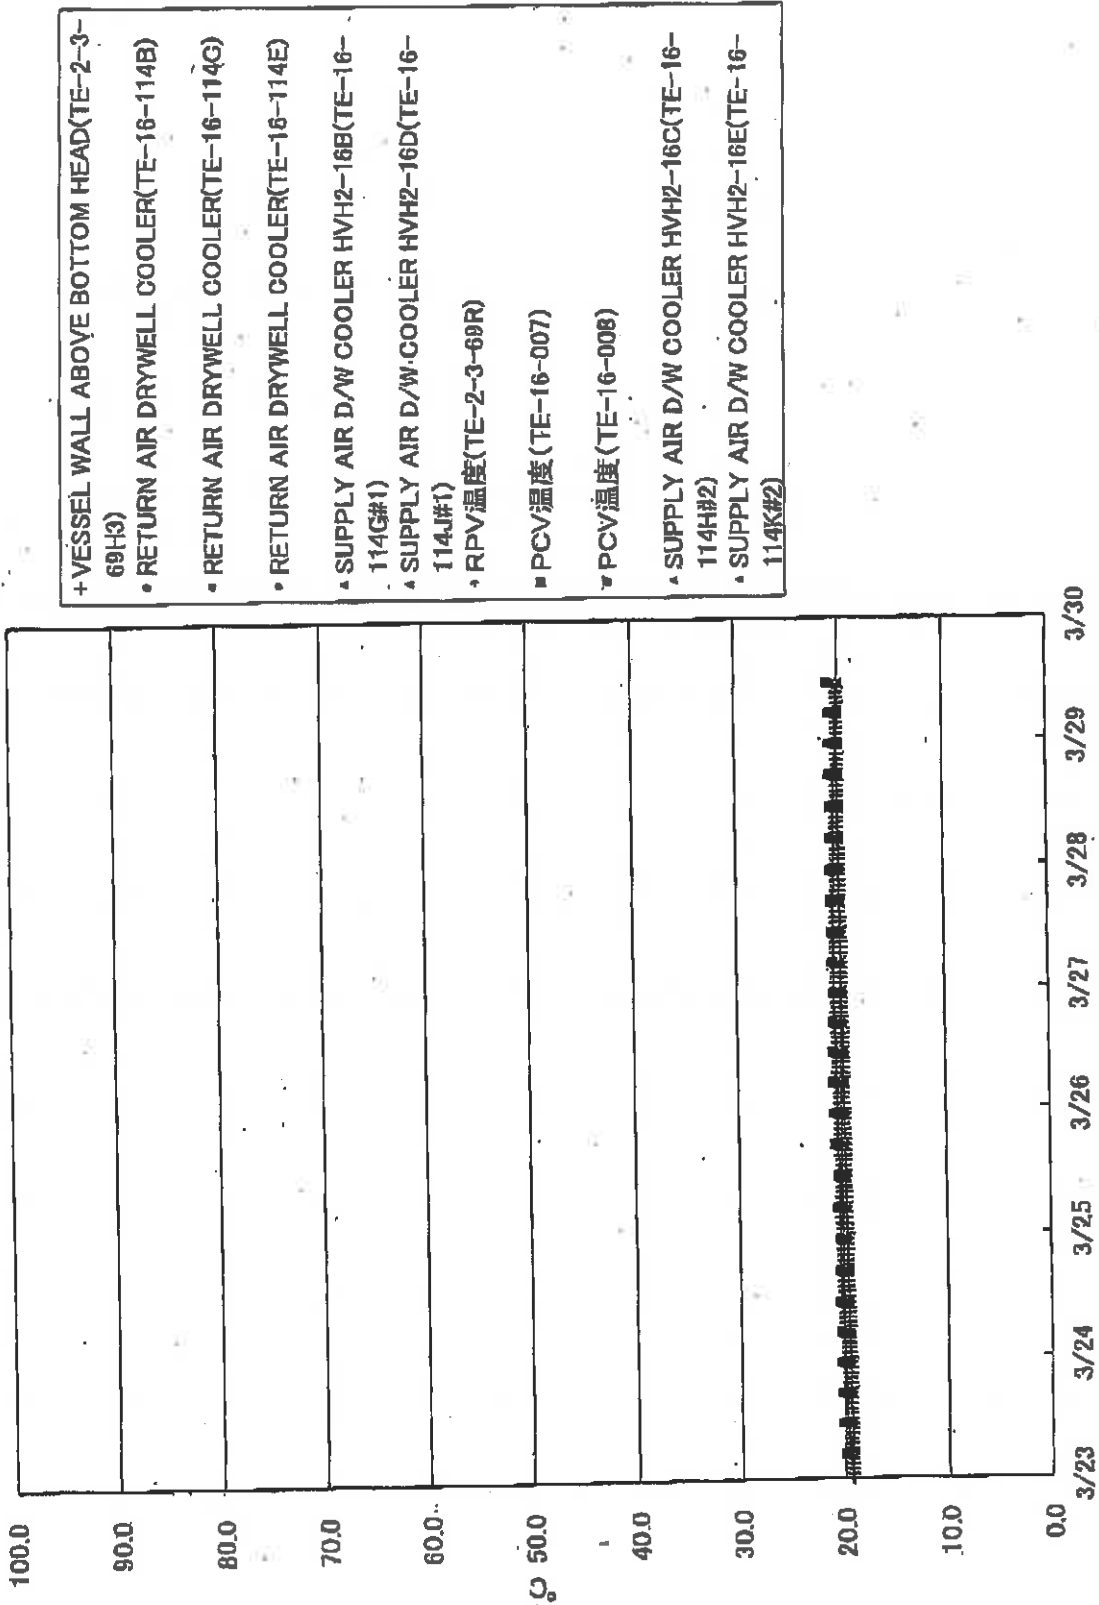 100.0
90.0
80.0
70.0
60.0
50.0
40.0
30.0
20.0
10.0
0.0
℃
3/23
3/24
3/25
3/26
3/27
3/28
3/29
3/30
+VESSEL WALL ABOVE BOTTOM HEAD(TE-2-3-
69H3)
RETURN AIR DRYWELL COOLER(TE-16-114B)
RETURN AIR DRYWELL COOLER(TE-16-114G)
RETURN AIR DRYWELL COOLER(TE-16-114E)
▲ SUPPLY AIR D/W COOLER HVH2-16B(TE-16-
114G#1)
▲ SUPPLY AIR D/W COOLER HVH2-16D(TE-16-
114J#1)
RPV温度(TE-2-3-69R)
■ PCV温度(TE-16-007)
PCV温度(TE-16-008)
▲ SUPPLY AIR D/W COOLER HVH2-16C(TE-16-
114H#2)
▲ SUPPLY AIR D/W COOLER HVH2-16E(TE-16-
114K#2)